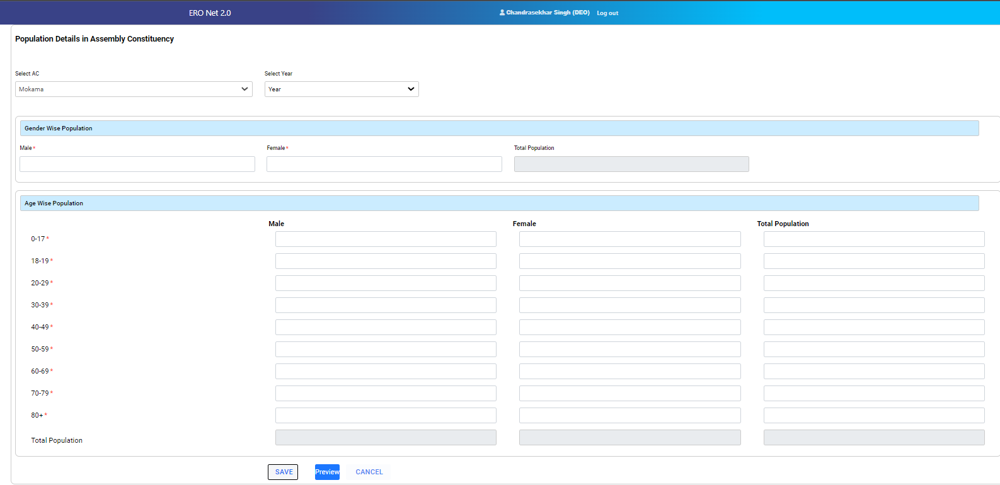 ERO Net 2.0
Chandrasekhar Singh (DEO) Log out
Population Details in Assembly Constituency
Select AC Select Year
Mokama Year
Gender Wise Population
Male * Female * Total Population
Age Wise Population
Male Female Total Population
0-17 *
18-19 *
20-29 *
30-39 *
40-49 *
50-59 *
60-69 *
70-79 *
80+ *
Total Population
SAVE Preview CANCEL